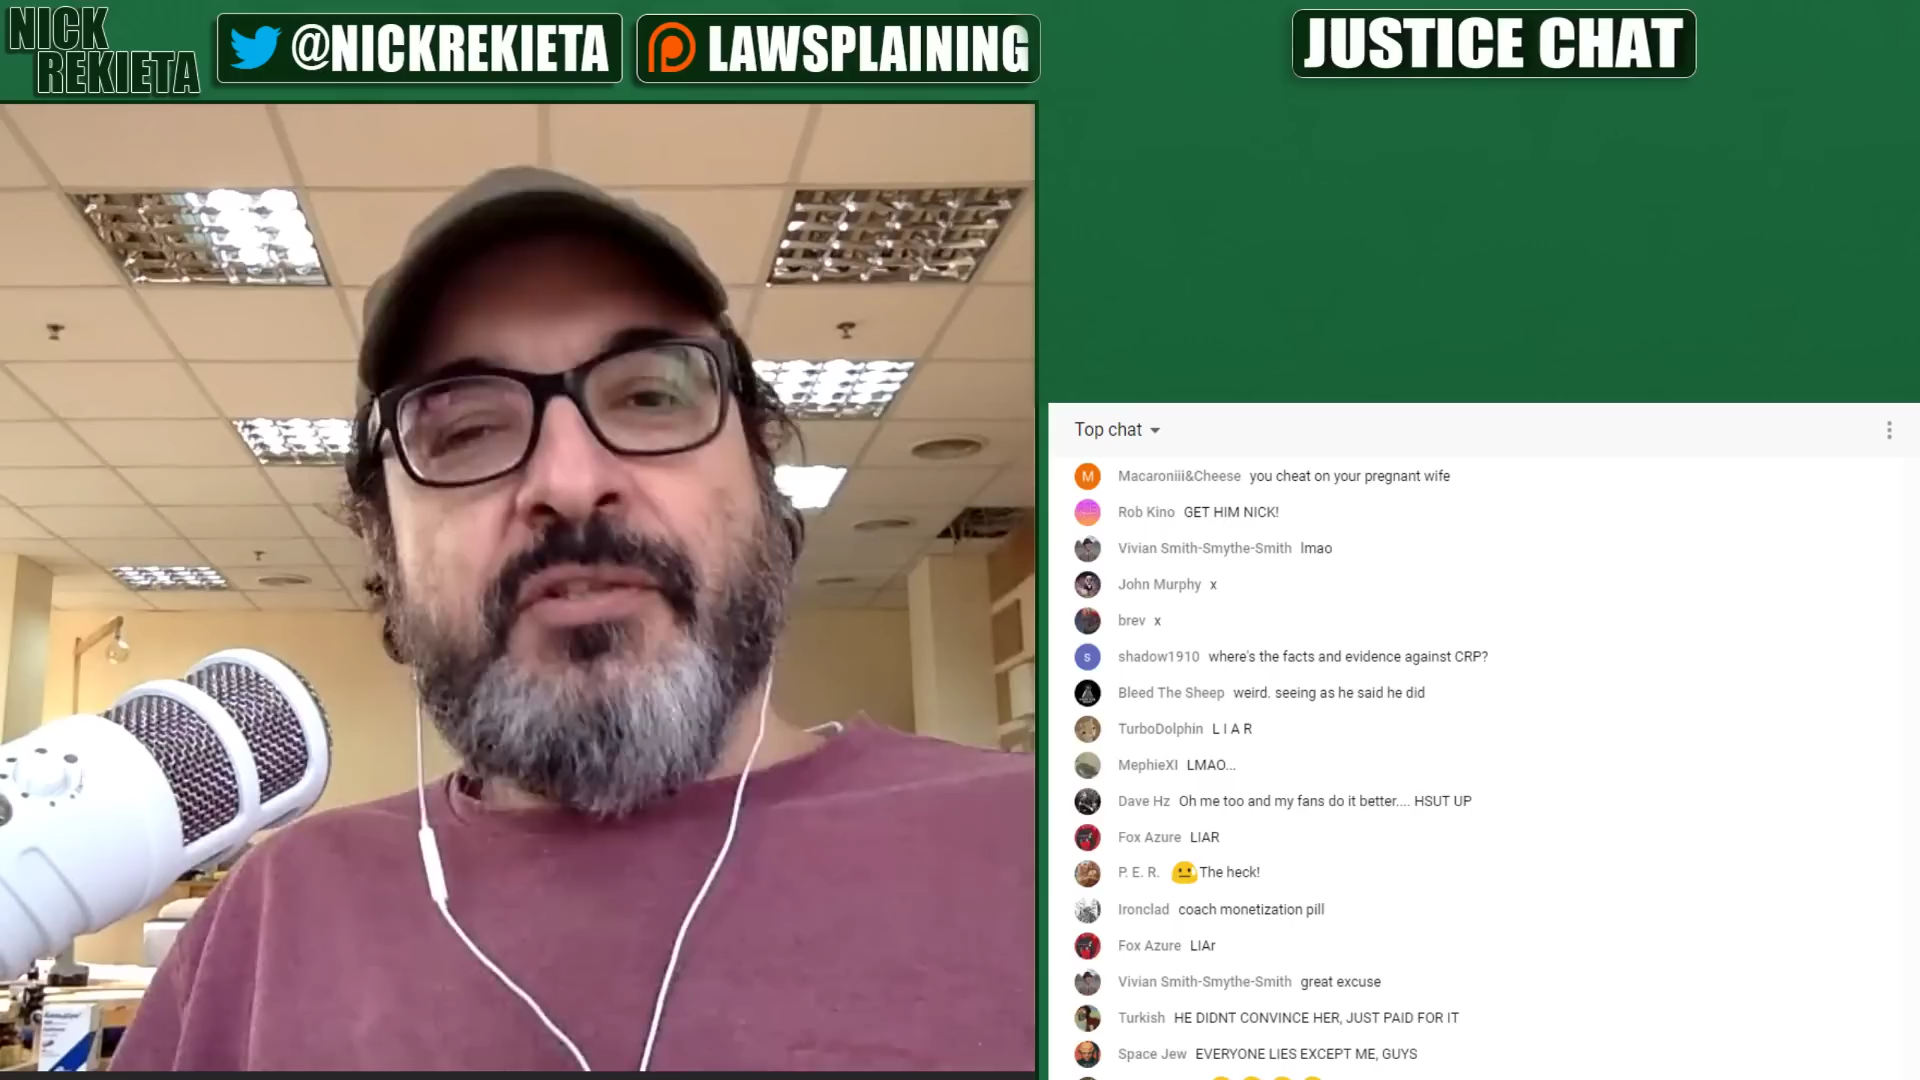 NICK
REKIETA
@NICKREKIETA
LAWSPLAINING
JUSTICE CHAT
Top chat
M Macaroniii&Cheese you cheat on your pregnant wife
Rob Kino GET HIM NICK!
Vivian Smith-Smythe-Smith lmao
John Murphy x
brev x
s shadow1910 where's the facts and evidence against CRP?
Bleed The Sheep weird. seeing as he said he did
TurboDolphin L I A R
MephieXI LMAO...
Dave Hz Oh me too and my fans do it better.... HSUT UP
Fox Azure LIAR
P. E. R. The heck!
Ironclad coach monetization pill
Fox Azure LIAr
Vivian Smith-Smythe-Smith great excuse
Turkish HE DIDNT CONVINCE HER, JUST PAID FOR IT
Space Jew EVERYONE LIES EXCEPT ME, GUYS